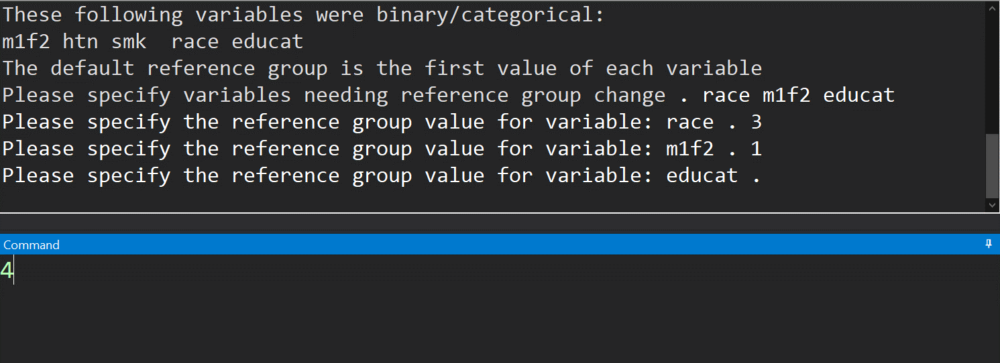 These following variables were binary/categorical:
m1f2 htn smk  race educat
The default reference group is the first value of each variable
Please specify variables needing reference group change . race m1f2 educat
Please specify the reference group value for variable: race . 3
Please specify the reference group value for variable: m1f2 . 1
Please specify the reference group value for variable: educat .
Command
4